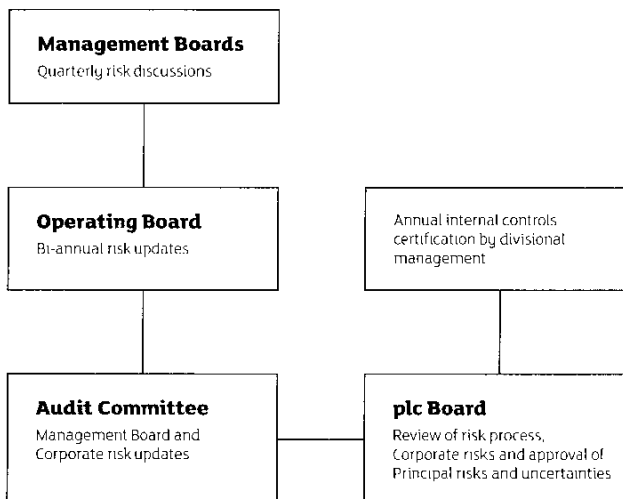 Management Boards
Quarterly risk discussions
Operating Board
Bi-annual risk updates
Annual internal controls
certification by divisional
management
Audit Committee
Management Board and
Corporate risk updates
plc Board
Review of risk process,
Corporate risks and approval of
Principal risks and uncertainties